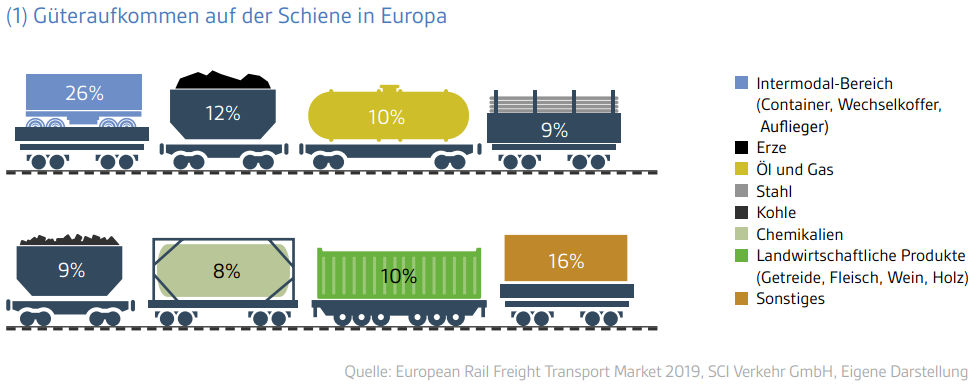 (1) Güteraufkommen auf der Schiene in Europa
26%
12%
10%
9%
9%
8%
10%
16%
Intermodal-Bereich
(Container, Wechselkoffer,
Auflieger)
Erze
Öl und Gas
Stahl
Kohle
Chemikalien
Landwirtschaftliche Produkte
(Getreide, Fleisch, Wein, Holz)
Sonstiges
Quelle: European Rail Freight Transport Market 2019, SCI Verkehr GmbH, Eigene Darstellung